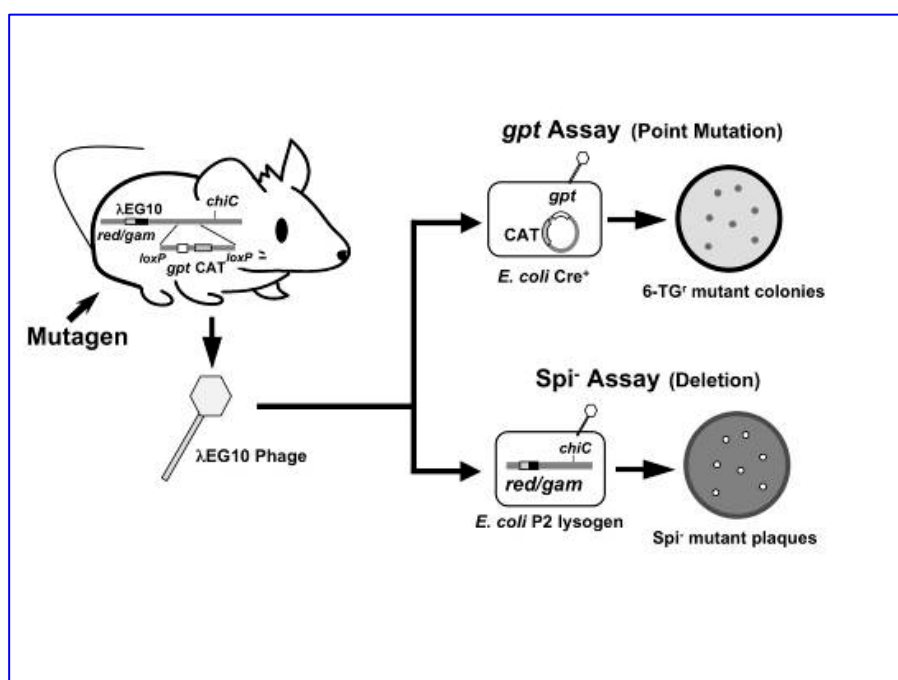 gpt Assay (Point Mutation)
λEG10
chiC
red/gam
loxP
gpt CAT
loxP
Mutagen
gpt
CAT
E. coli Cre⁺
6-TGʳ mutant colonies
λEG10 Phage
Spi⁻ Assay (Deletion)
chiC
red/gam
E. coli P2 lysogen
Spi⁻ mutant plaques